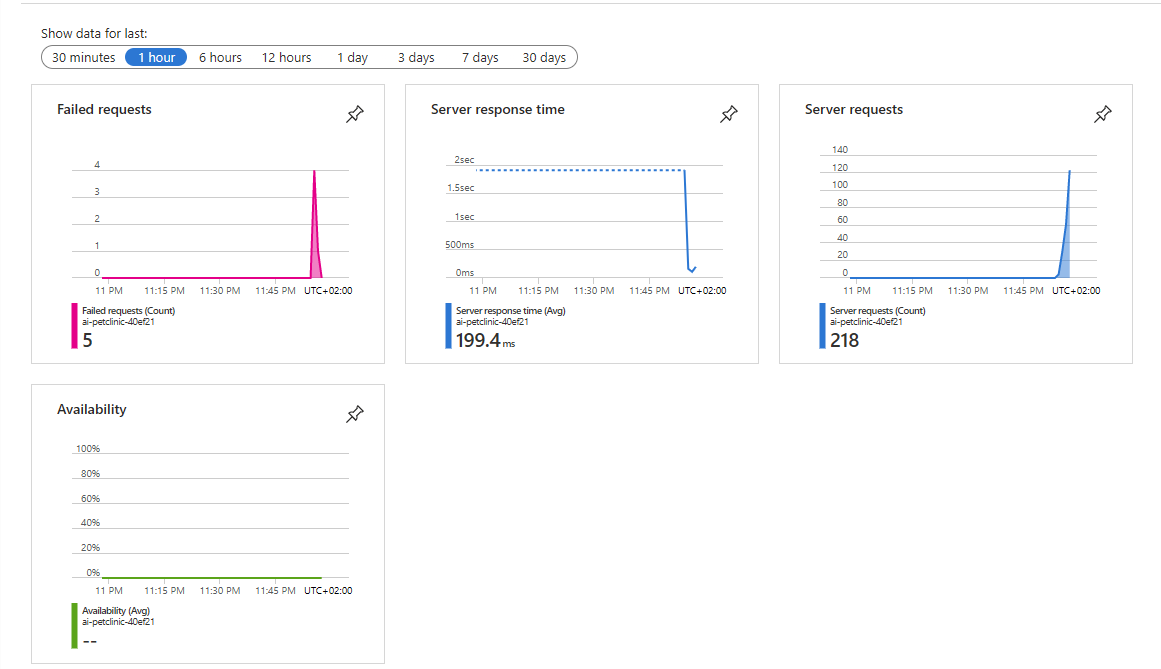 Show data for last:
30 minutes 1 hour 6 hours 12 hours 1 day 3 days 7 days 30 days
Failed requests
4
3
2
1
0
11 PM 11:15 PM 11:30 PM 11:45 PM UTC+02:00
Failed requests (Count)
ai-petclinic-40ef21
5
Server response time
2sec
1.5sec
1sec
500ms
0ms
11 PM 11:15 PM 11:30 PM 11:45 PM UTC+02:00
Server response time (Avg)
ai-petclinic-40ef21
199.4 ms
Server requests
140
120
100
80
60
40
20
0
11 PM 11:15 PM 11:30 PM 11:45 PM UTC+02:00
Server requests (Count)
ai-petclinic-40ef21
218
Availability
100%
80%
60%
40%
20%
0%
11 PM 11:15 PM 11:30 PM 11:45 PM UTC+02:00
Availability (Avg)
ai-petclinic-40ef21
--